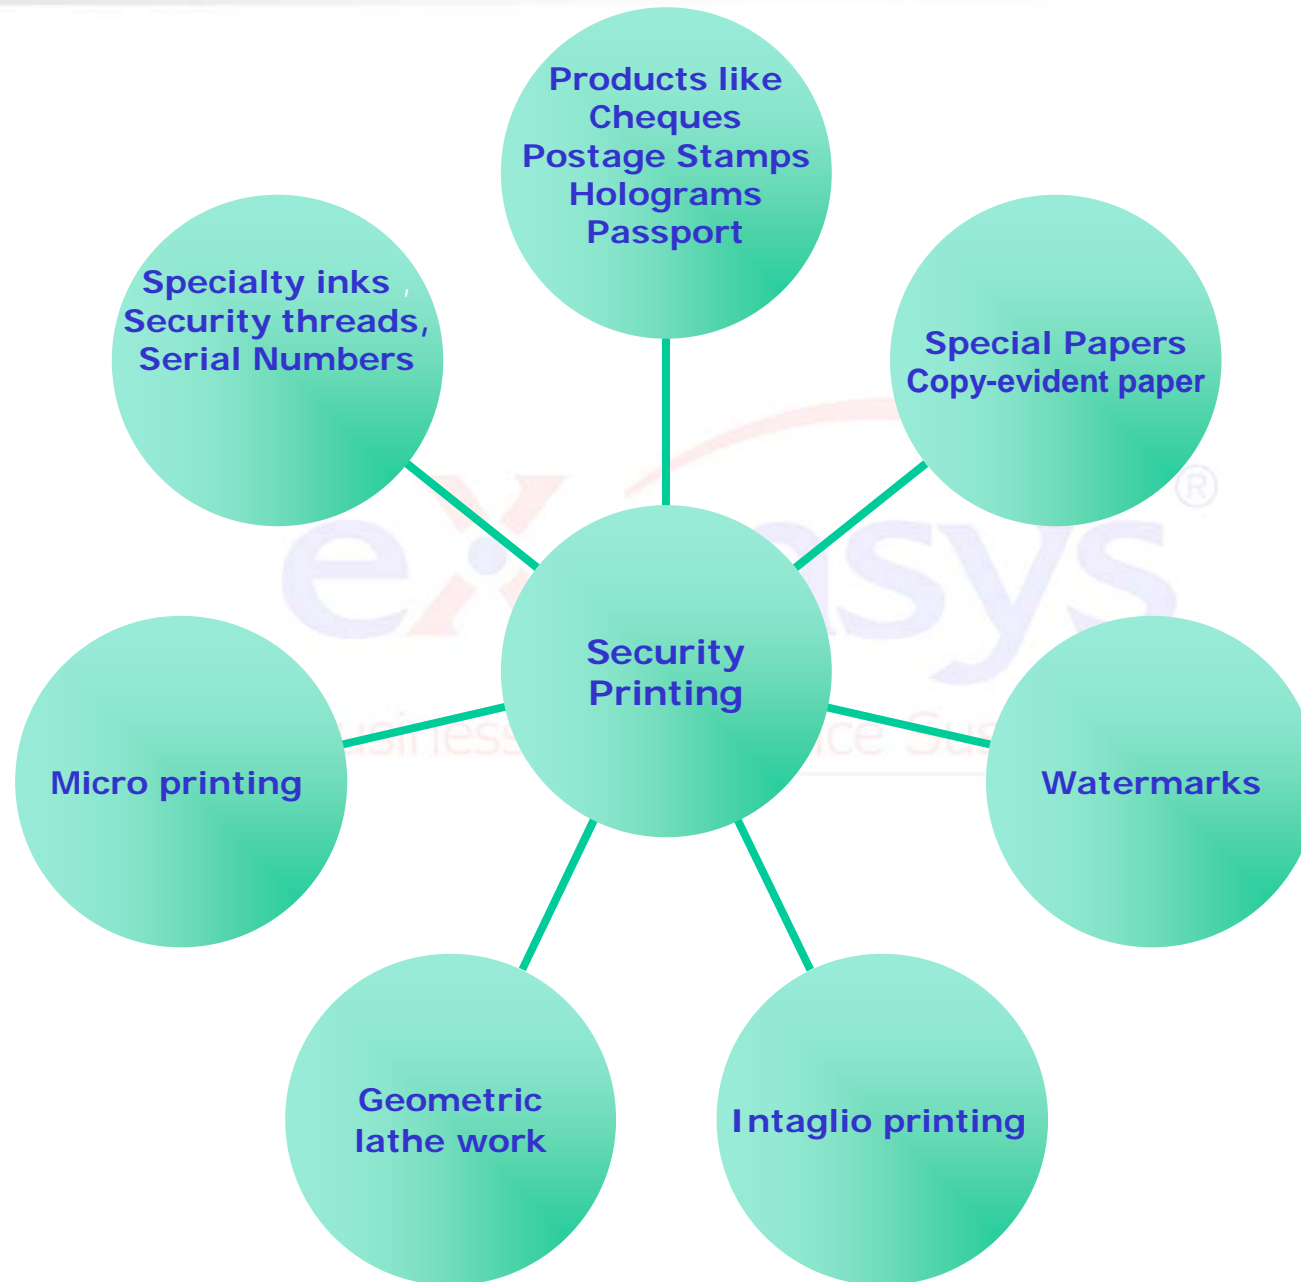 Products like
Cheques
Postage Stamps
Holograms
Passport
Specialty inks ,
Security threads,
Serial Numbers
Special Papers
Copy-evident paper
®
Security
Printing
Micro printing
Watermarks
Geometric
lathe work
Intaglio printing